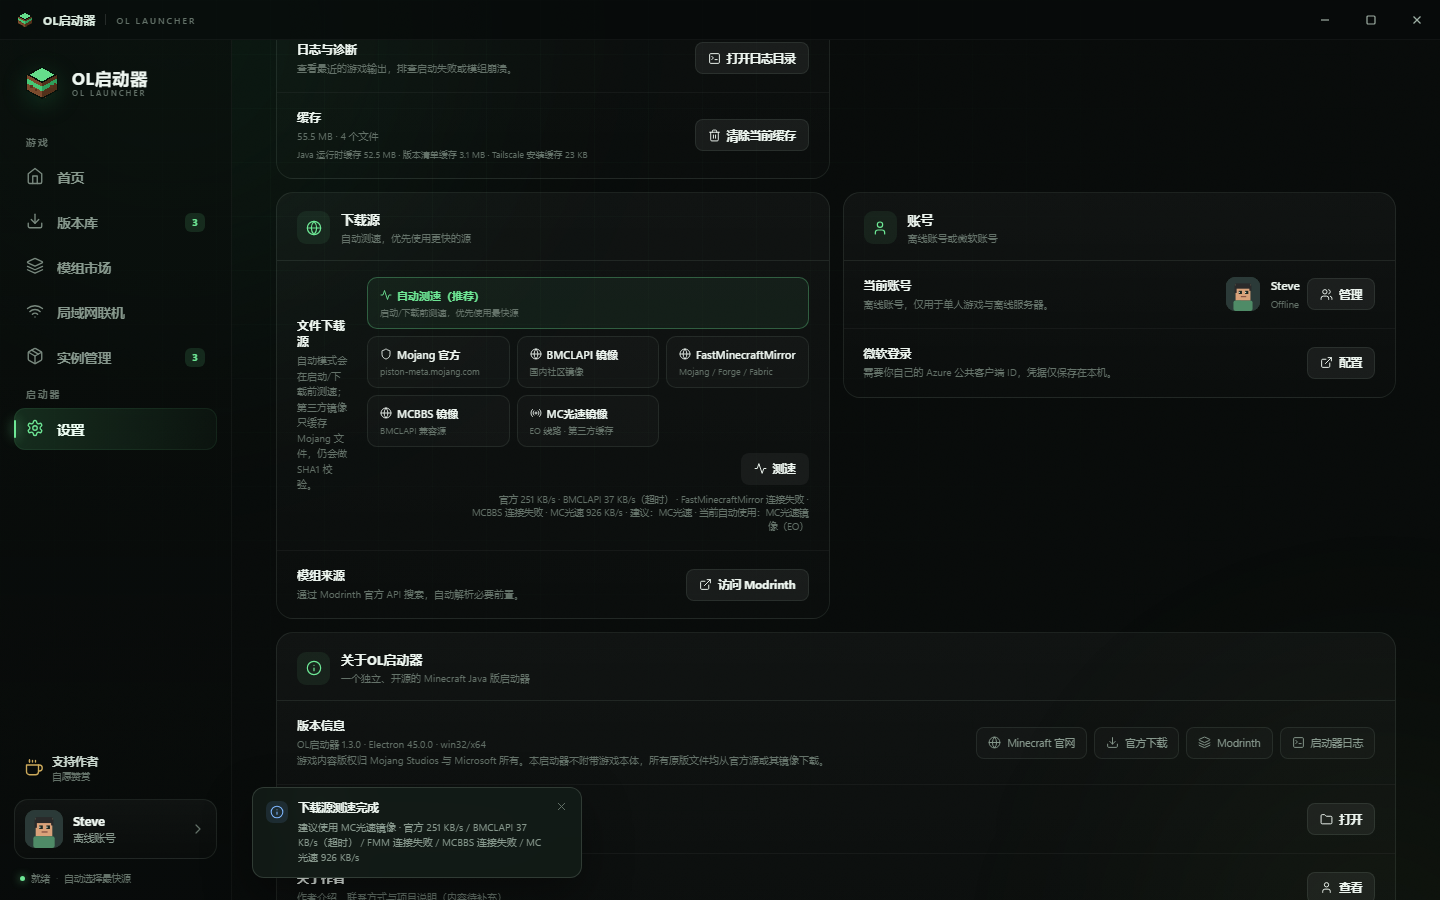 OL启动器 OL LAUNCHER
OL启动器
OL LAUNCHER
游戏
首页
版本库 3
模组市场
局域网联机
实例管理 3
启动器
设置
支持作者
自愿赞赏
Steve
离线账号
就绪 · 自动选择最快源
日志与诊断
查看最近的游戏输出，排查启动失败或模组崩溃。
打开日志目录
缓存
55.5 MB · 4 个文件
Java 运行时缓存 52.5 MB · 版本清单缓存 3.1 MB · Tailscale 安装缓存 23 KB
清除当前缓存
下载源
自动测速，优先使用更快的源
文件下载
源
自动模式会
在启动/下
载前测速；
第三方镜像
只缓存
Mojang 文
件，仍会做
SHA1 校
验。
自动测速（推荐）
启动/下载前测速，优先使用最快源
Mojang 官方
piston-meta.mojang.com
BMCLAPI 镜像
国内社区镜像
FastMinecraftMirror
Mojang / Forge / Fabric
MCBBS 镜像
BMCLAPI 兼容源
MC光速镜像
EO 线路 · 第三方缓存
测速
官方 251 KB/s · BMCLAPI 37 KB/s（超时） · FastMinecraftMirror 连接失败 ·
MCBBS 连接失败 · MC光速 926 KB/s · 建议：MC光速 · 当前自动使用：MC光速镜
像（EO）
模组来源
通过 Modrinth 官方 API 搜索，自动解析必要前置。
访问 Modrinth
账号
离线账号或微软账号
当前账号
离线账号，仅用于单人游戏与离线服务器。
Steve
Offline
管理
微软登录
需要你自己的 Azure 公共客户端 ID，凭据仅保存在本机。
配置
关于OL启动器
一个独立、开源的 Minecraft Java 版启动器
版本信息
OL启动器 1.3.0 · Electron 45.0.0 · win32/x64
游戏内容版权归 Mojang Studios 与 Microsoft 所有。本启动器不附带游戏本体，所有原版文件均从官方源或其镜像下载。
Minecraft 官网
官方下载
Modrinth
启动器日志
打开
下载源测速完成
建议使用 MC光速镜像 · 官方 251 KB/s / BMCLAPI 37
KB/s（超时） / FMM 连接失败 / MCBBS 连接失败 / MC
光速 926 KB/s
关于作者
作者介绍、联系方式与项目说明（内容待补充）
查看